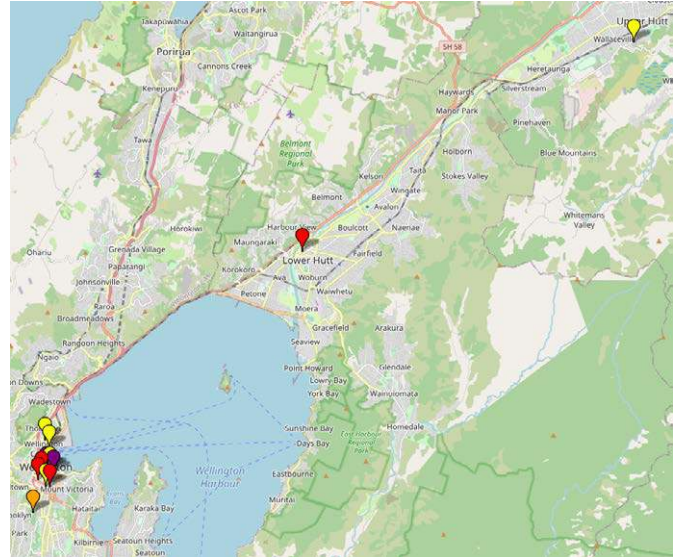 Takapūwāhia
Ascot Park
Waitangirua
Porirua
Cannons Creek
Kenepuru
SH 58
Upper Hutt
Wallaceville
Heretaunga
Silverstream
Pinehaven
Blue Mountains
Haywards
Manor Park
Tawa
Belmont
Regional
Park
Holborn
Stokes Valley
Kelson
Taita
Wingate
Belmont
Avalon
Whitemans
Valley
Horokiwi
Harbour View
Boulcott
Naenae
Ohariu
Grenada Village
Maungaraki
Paparangi
Lower Hutt
Fairfield
Korokoro
Johnsonville
Ava
Woburn
Petone
Waiwhetu
Raroa
Moera
Broadmeadows
Gracefield
Arakura
Rangoon Heights
Seaview
Ngaio
Point Howard
Glendale
Lowry Bay
York Bay
Wainuiomata
Wadestown
Sunshine Bay
Homedale
Days Bay
East Harbour
Regional
Park
Wellington
Harbour
Eastbourne
Mount Victoria
Muritai
Hataitai
Karaka Bay
Park
Kilbirnie
Seatoun Heights
Seatoun